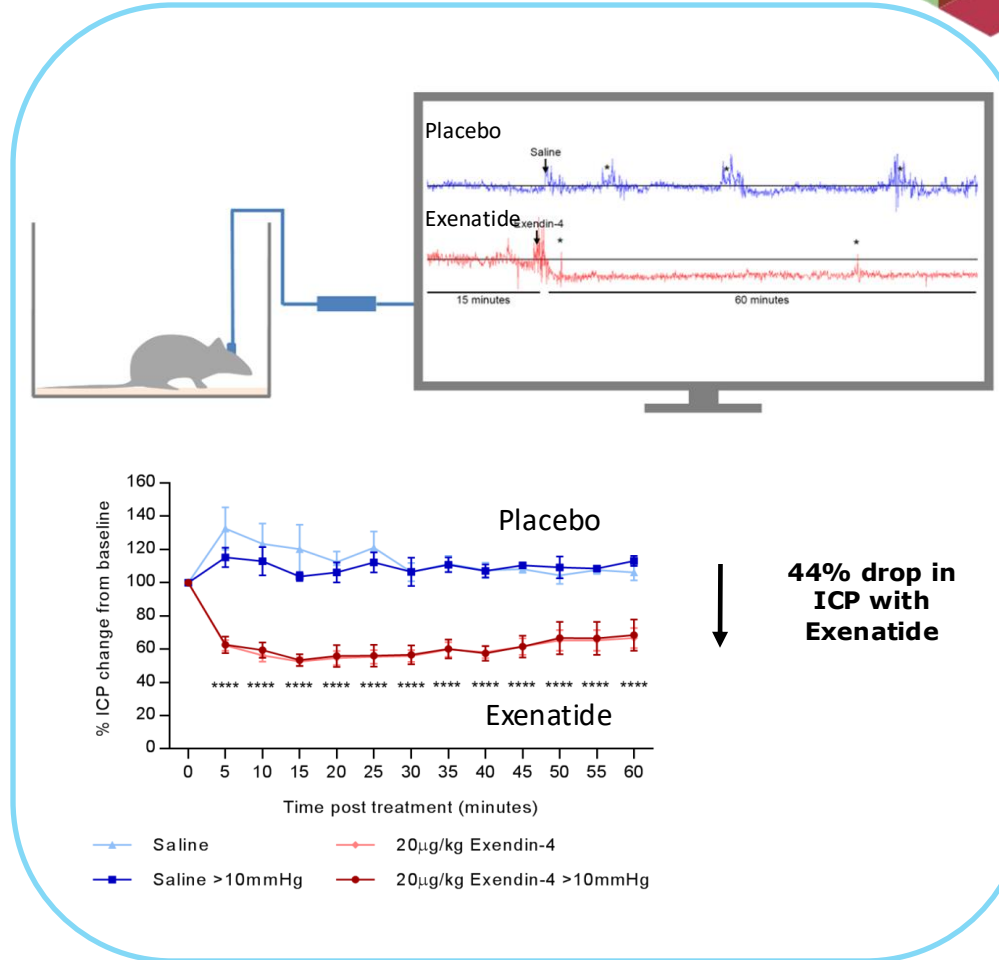 Placebo
Saline
*
*
*
Exenatide
Exendin-4
*
*
15 minutes
60 minutes
% ICP change from baseline
160
140
120
100
80
60
40
20
0
Placebo
**** **** **** **** **** **** **** **** **** **** **** ****
Exenatide
0 5 10 15 20 25 30 35 40 45 50 55 60
Time post treatment (minutes)
44% drop in
ICP with
Exenatide
Saline
20µg/kg Exendin-4
Saline >10mmHg
20µg/kg Exendin-4 >10mmHg